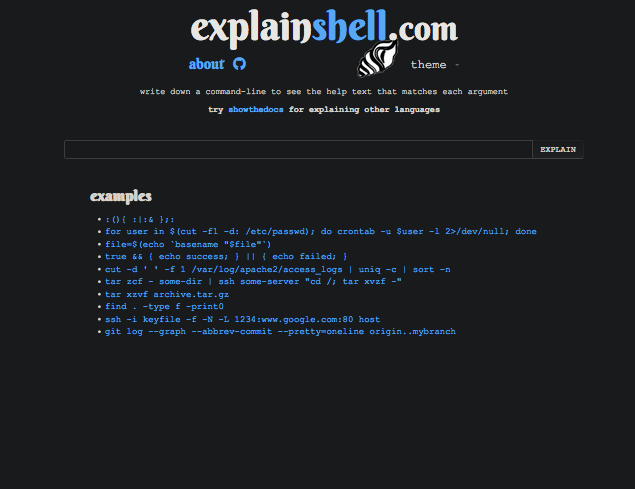 explainshell.com
about theme -
write down a command-line to see the help text that matches each argument
try showthedocs for explaining other languages
EXPLAIN
examples
:(){ :|:& };:
for user in $(cut -f1 -d: /etc/passwd); do crontab -u $user -l 2>/dev/null; done
file=$(echo `basename "$file"`)
true && { echo success; } || { echo failed; }
cut -d ' ' -f 1 /var/log/apache2/access_logs | uniq -c | sort -n
tar zcf - some-dir | ssh some-server "cd /; tar xvzf -"
tar xzvf archive.tar.gz
find . -type f -print0
ssh -i keyfile -f -N -L 1234:www.google.com:80 host
git log --graph --abbrev-commit --pretty=oneline origin..mybranch